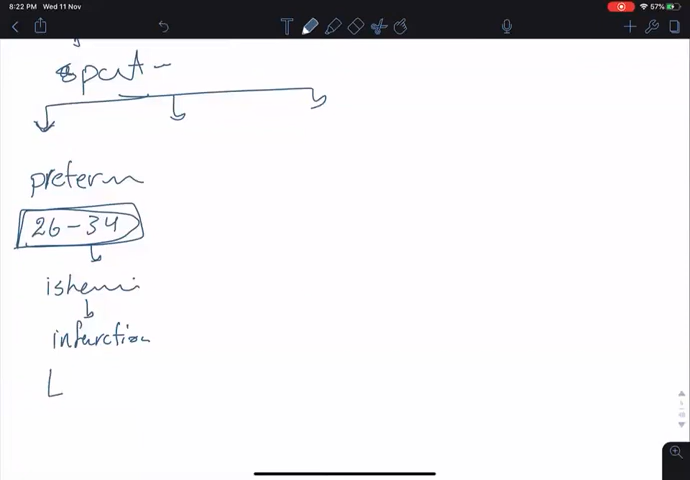 8:22 PM Wed 11 Nov
57%
preterm
26-34
ishemi
infarction
L